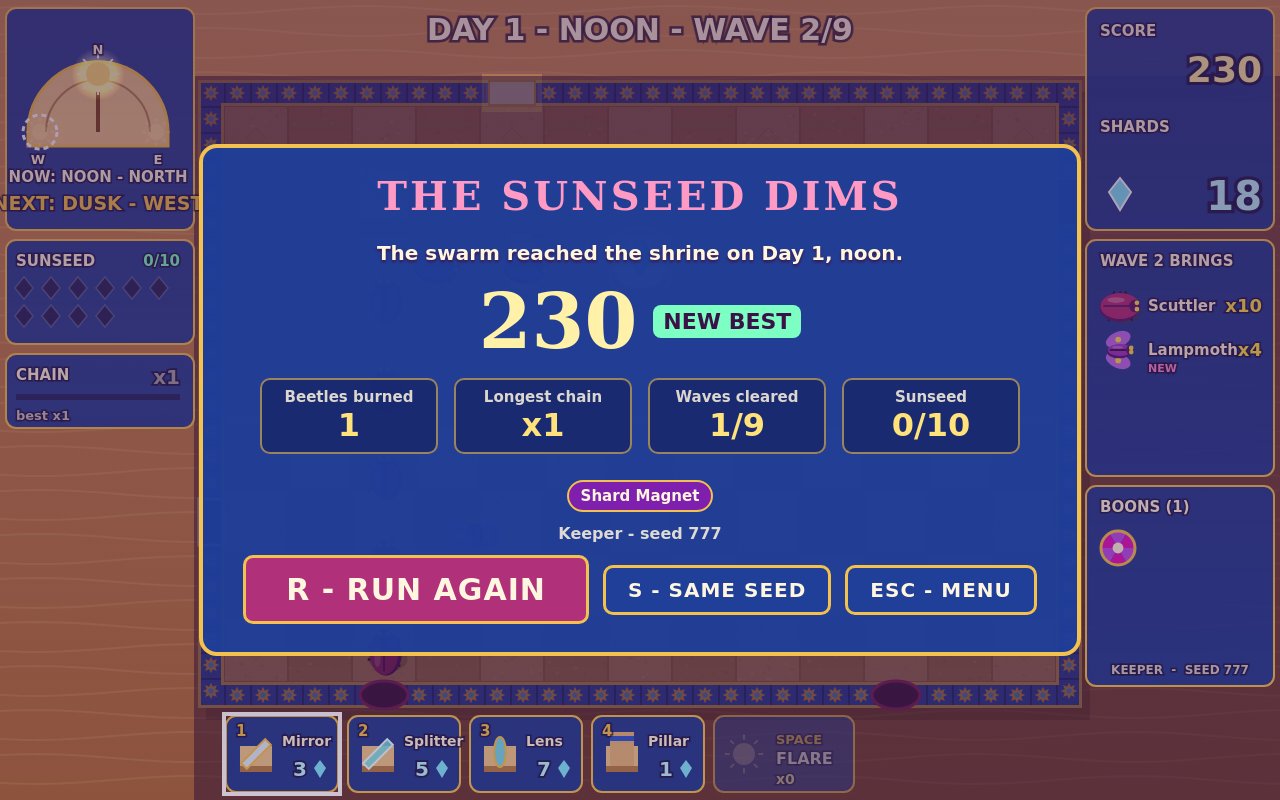 DAY 1 - NOON - WAVE 2/9
N
W
E
NOW: NOON - NORTH
NEXT: DUSK - WEST
SUNSEED 0/10
CHAIN x1
best x1
THE SUNSEED DIMS
The swarm reached the shrine on Day 1, noon.
230 NEW BEST
Beetles burned
1
Longest chain
x1
Waves cleared
1/9
Sunseed
0/10
Shard Magnet
Keeper - seed 777
R - RUN AGAIN
S - SAME SEED
ESC - MENU
SCORE
230
SHARDS
18
WAVE 2 BRINGS
Scuttler x10
Lampmoth x4
NEW
BOONS (1)
KEEPER - SEED 777
1
Mirror
3
2
Splitter
5
3
Lens
7
4
Pillar
1
SPACE
FLARE
x0